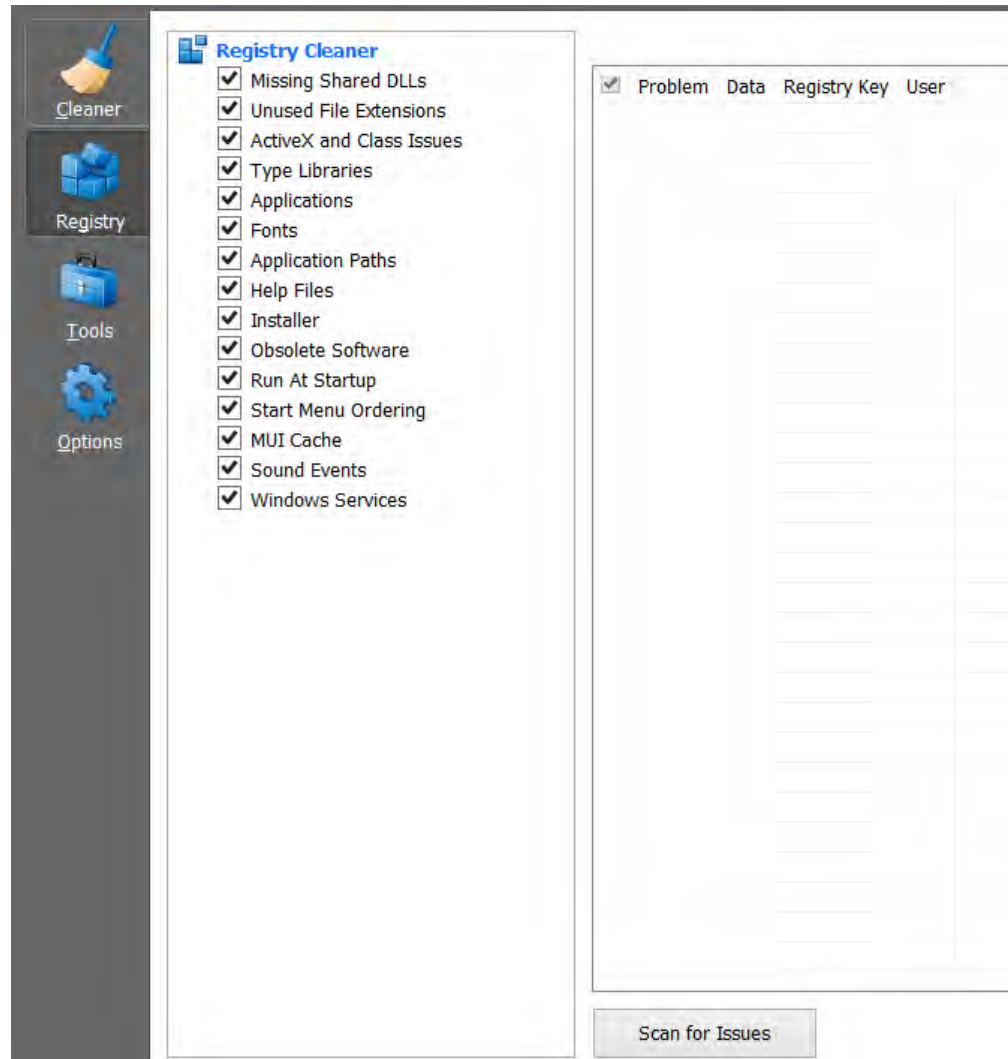 Cleaner
Registry
Tools
Options
Registry Cleaner
Missing Shared DLLs
Unused File Extensions
ActiveX and Class Issues
Type Libraries
Applications
Fonts
Application Paths
Help Files
Installer
Obsolete Software
Run At Startup
Start Menu Ordering
MUI Cache
Sound Events
Windows Services
Problem Data Registry Key User
Scan for Issues